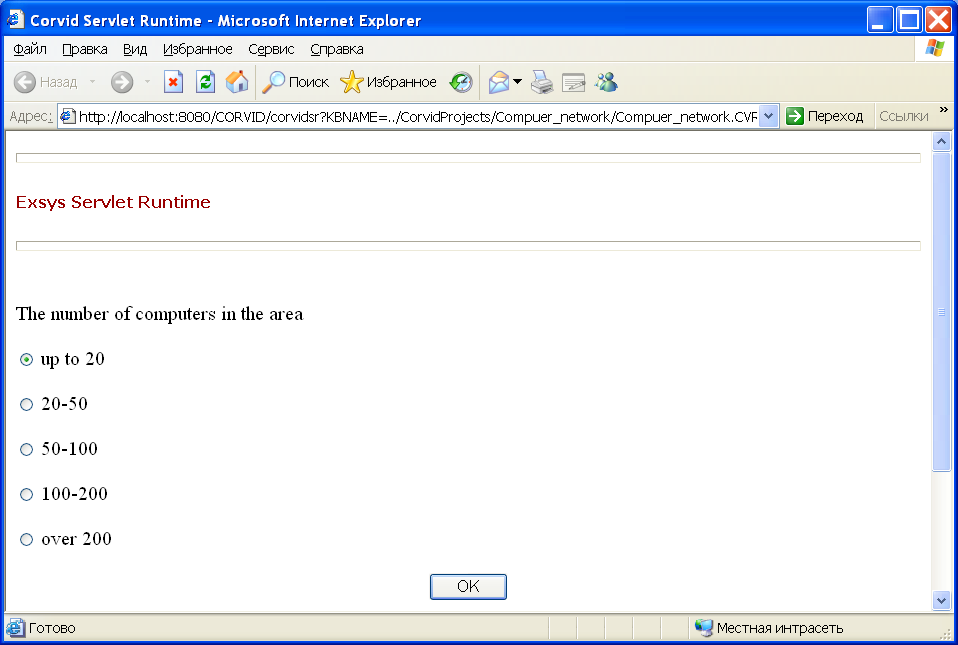 Corvid Servlet Runtime - Microsoft Internet Explorer
Файл Правка Вид Избранное Сервис Справка
Назад Поиск Избранное
Адрес: http://localhost:8080/CORVID/corvidsr?KBNAME=../CorvidProjects/Compuer_network/Compuer_network.CVR Переход Ссылки »
Exsys Servlet Runtime
The number of computers in the area
up to 20
20-50
50-100
100-200
over 200
OK
Готово Местная интрасеть